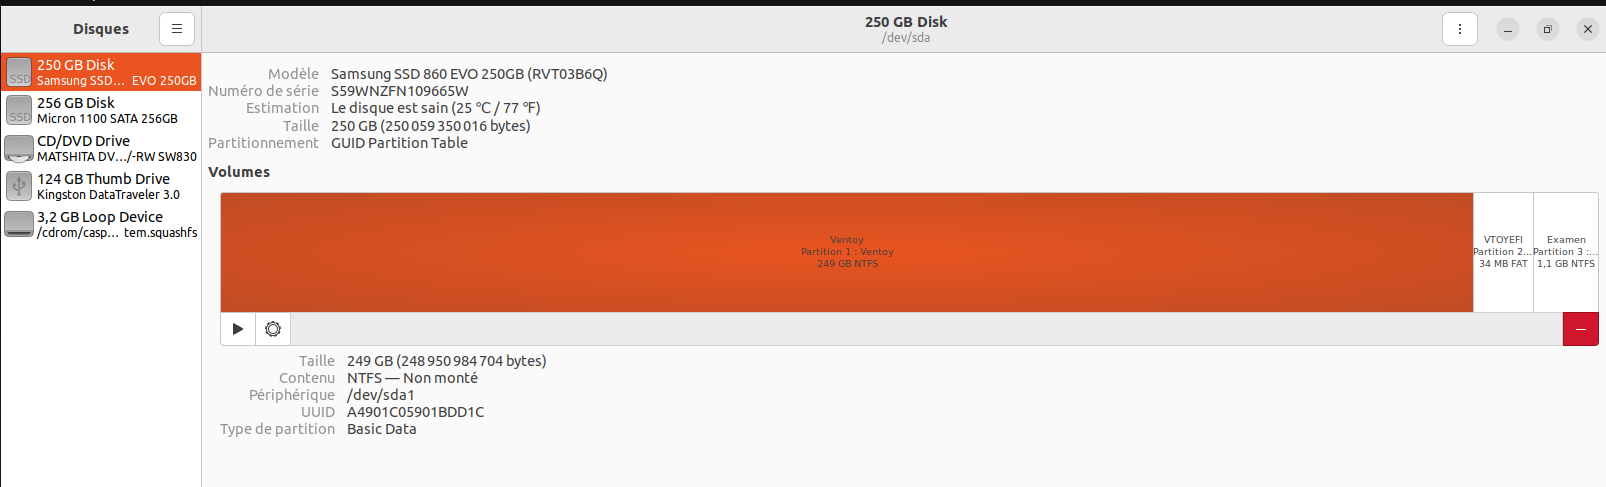 Disques
250 GB Disk
/dev/sda
250 GB Disk
SSD
Samsung SSD... EVO 250GB
256 GB Disk
SSD
Micron 1100 SATA 256GB
CD/DVD Drive
MATSHITA DV.../-RW SW830
124 GB Thumb Drive
Kingston DataTraveler 3.0
3,2 GB Loop Device
/cdrom/casp... tem.squashfs
Modèle Samsung SSD 860 EVO 250GB (RVT03B6Q)
Numéro de série S59WNZFN109665W
Estimation Le disque est sain (25 °C / 77 °F)
Taille 250 GB (250 059 350 016 bytes)
Partitionnement GUID Partition Table
Volumes
Ventoy
Partition 1 : Ventoy
249 GB NTFS
VTOYEFI
Partition 2...
34 MB FAT
Examen
Partition 3 :...
1,1 GB NTFS
Taille 249 GB (248 950 984 704 bytes)
Contenu NTFS — Non monté
Périphérique /dev/sda1
UUID A4901C05901BDD1C
Type de partition Basic Data